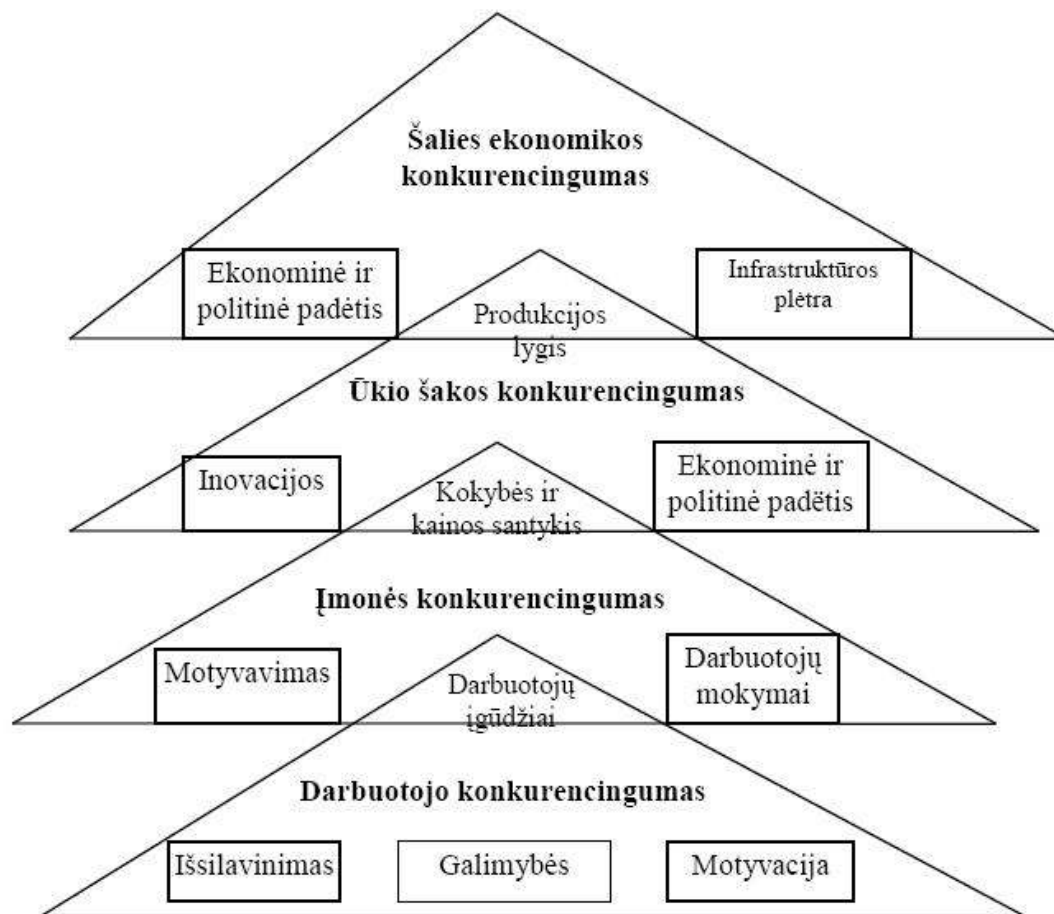 Šalies ekonomikos
konkurencingumas
Ekonominė ir
politinė padėtis
Infrastruktūros
plėtra
Produkcijos
lygis
Ūkio šakos konkurencingumas
Inovacijos
Ekonominė ir
politinė padëtis
Kokybės ir
kainos santykis
Įmonės konkurencingumas
Motyvavimas
Darbuotojų
mokymai
Darbuotojų
įgūdžiai
Darbuotojo konkurencingumas
Išsilavinimas
Galimybės
Motyvacija